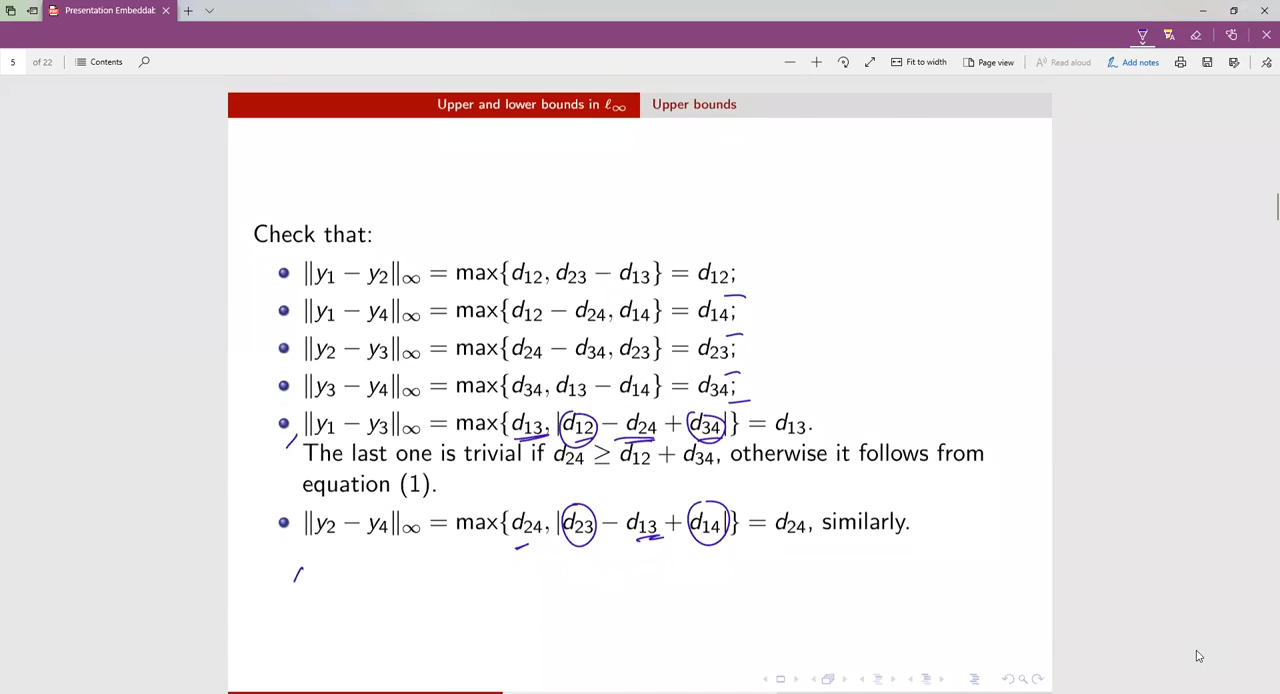 Presentation Embeddab
5 of 22 Contents Fit to width Page view Read aloud Add notes
Upper and lower bounds in ℓ∞ Upper bounds
Check that:
‖y₁ − y₂‖∞ = max{d₁₂, d₂₃ − d₁₃} = d₁₂;
‖y₁ − y₄‖∞ = max{d₁₂ − d₂₄, d₁₄} = d₁₄;
‖y₂ − y₃‖∞ = max{d₂₄ − d₃₄, d₂₃} = d₂₃;
‖y₃ − y₄‖∞ = max{d₃₄, d₁₃ − d₁₄} = d₃₄;
‖y₁ − y₃‖∞ = max{d₁₃, |d₁₂ − d₂₄ + d₃₄|} = d₁₃.
The last one is trivial if d₂₄ ≥ d₁₂ + d₃₄, otherwise it follows from
equation (1).
‖y₂ − y₄‖∞ = max{d₂₄, |d₂₃ − d₁₃ + d₁₄|} = d₂₄, similarly.